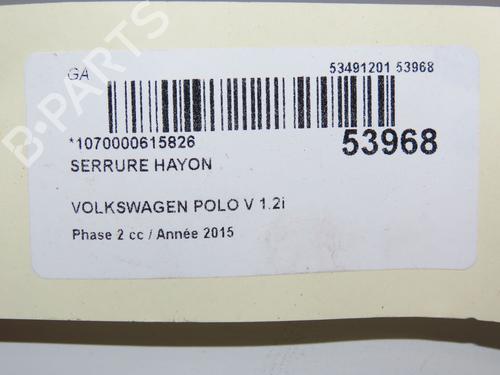 GA
53491201 53968
*1070000615826
53968
SERRURE HAYON
VOLKSWAGEN POLO V 1.2i
Phase 2 cc / Année 2015
B-PARTS